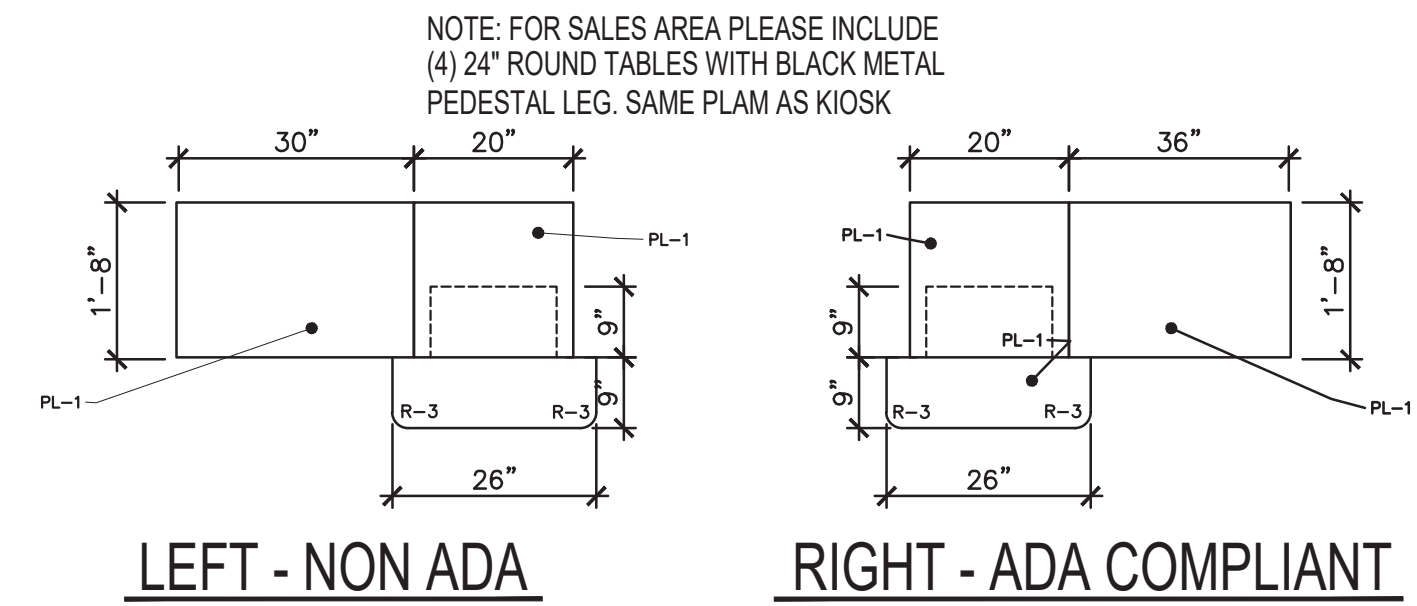 NOTE: FOR SALES AREA PLEASE INCLUDE
(4) 24" ROUND TABLES WITH BLACK METAL
PEDESTAL LEG. SAME PLAM AS KIOSK
30”
20”
1’–8”
PL–1
9”
9”
PL–1
R–3
R–3
26”
LEFT - NON ADA
20”
36”
PL–1
9”
PL–1
1’–8”
9”
R–3
R–3
PL–1
26”
RIGHT - ADA COMPLIANT